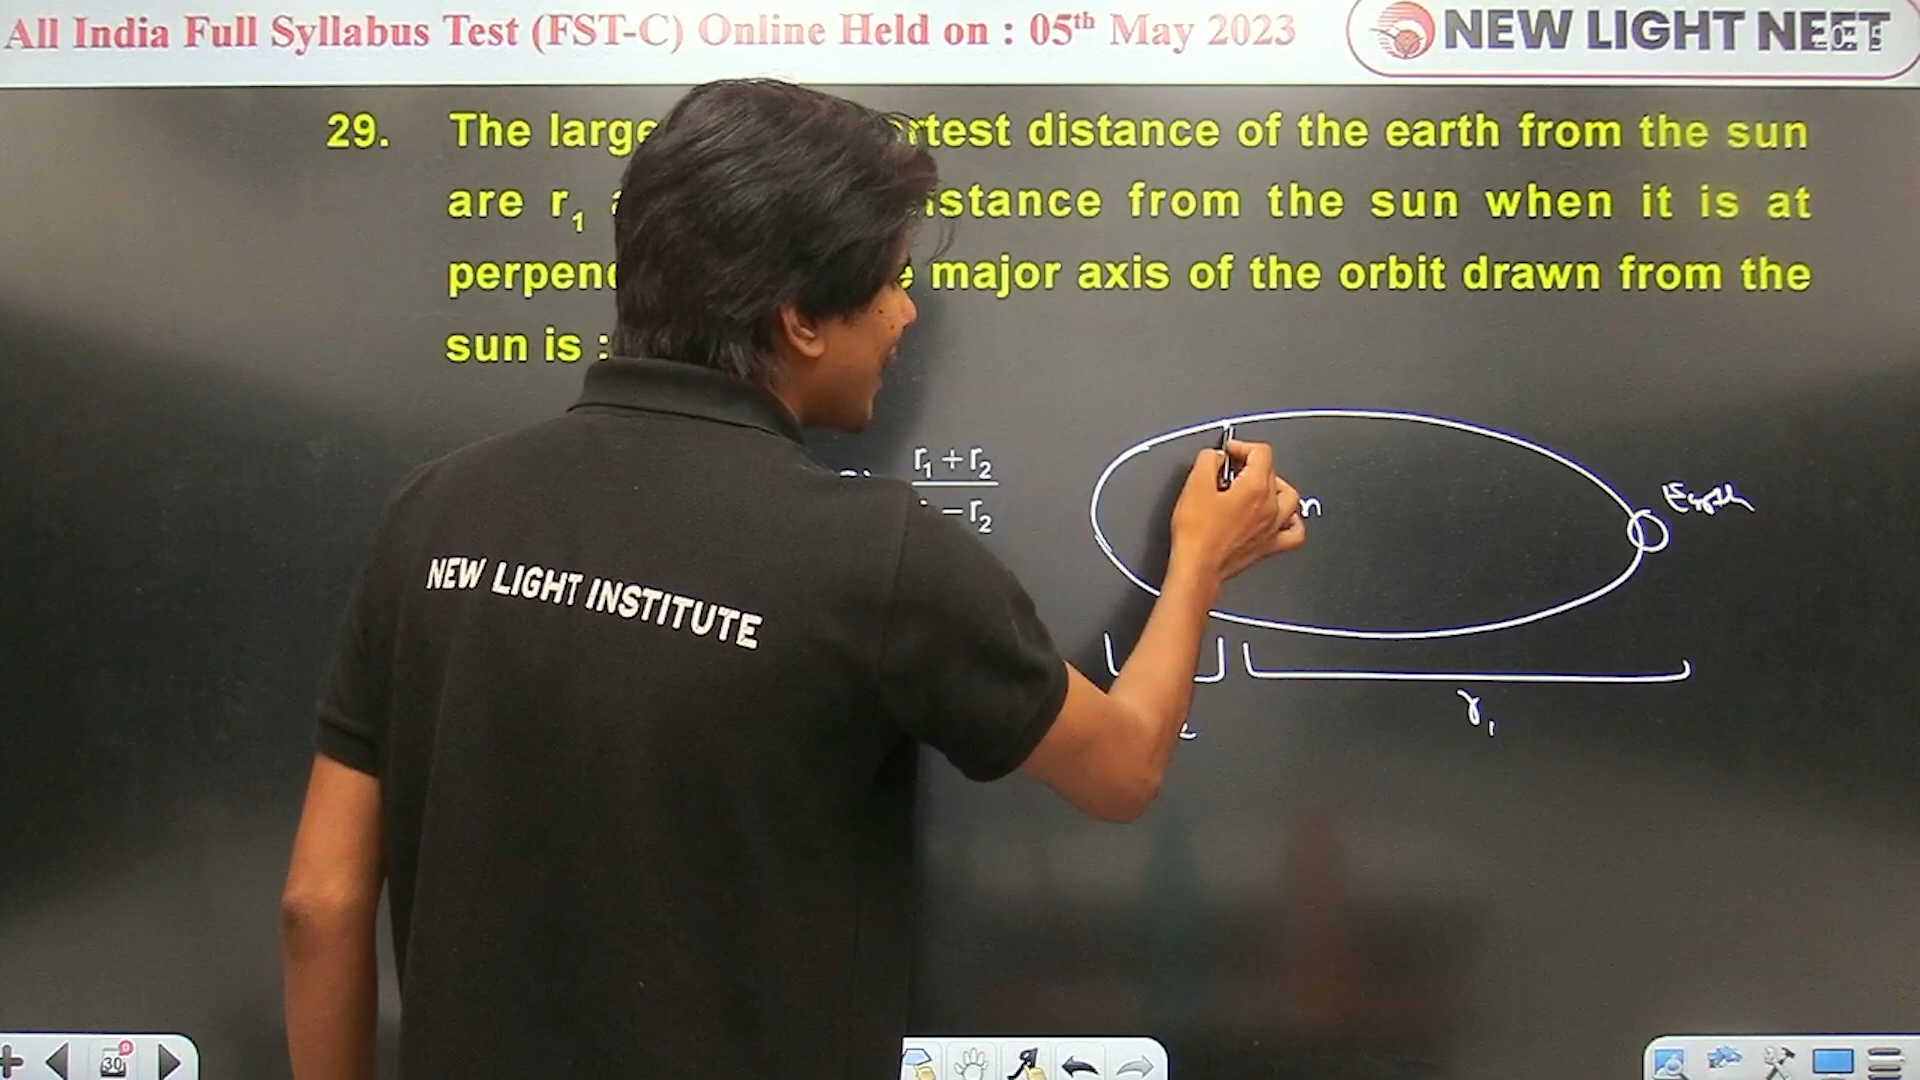 All India Full Syllabus Test (FST-C) Online Held on : 05th May 2023
NEW LIGHT NEET
29. The large rtest distance of the earth from the sun
are r1 istance from the sun when it is at
perpend e major axis of the orbit drawn from the
sun is :
r1 + r2
- r2
n
Earth
r1
NEW LIGHT INSTITUTE
30